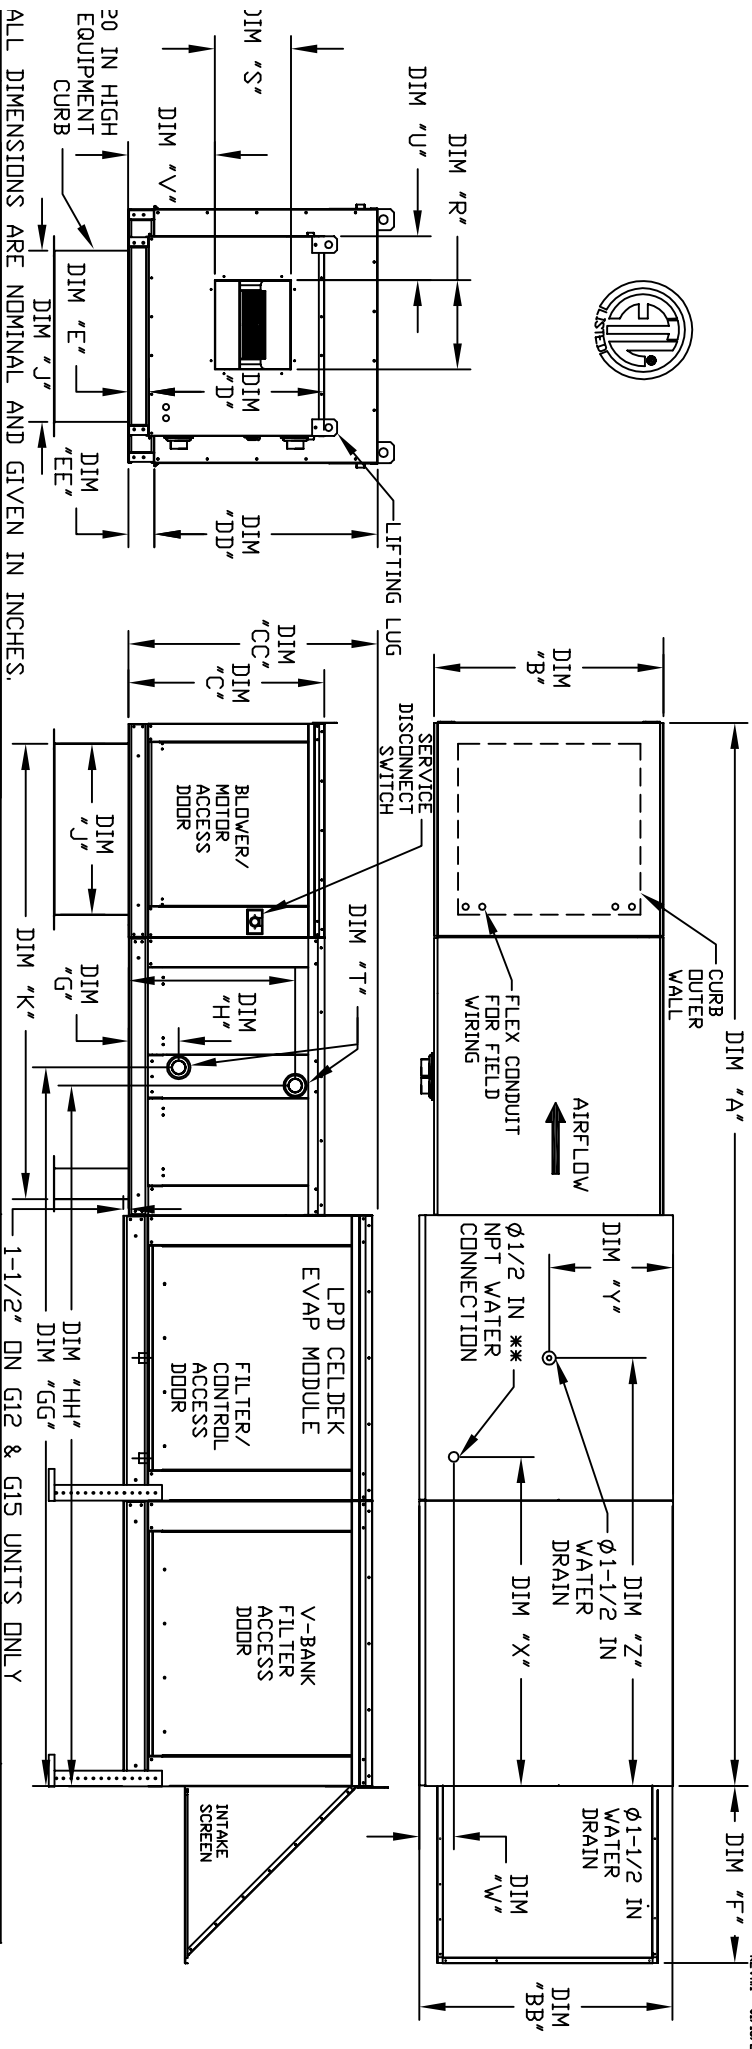 LISTED
DIM "A"
DIM "F"
DIM
"B"
CURB
OUTER
WALL
AIRFLOW
FLEX CONDUIT
FOR FIELD
WIRING
DIM "Y"
Ø1/2 IN **
NPT WATER
CONNECTION
DIM "Z"
Ø1-1/2 IN
WATER
DRAIN
DIM "X"
Ø1-1/2 IN
WATER
DRAIN
DIM
"W"
DIM
"BB"
DIM "R"
DIM "U"
DIM "S"
DIM "V"
20 IN HIGH
EQUIPMENT
CURB
LIFTING LUG
DIM
"D"
DIM
"DD"
DIM "E"
DIM
"EE"
DIM "J"
DIM
"CC"
DIM
"C"
SERVICE
DISCONNECT
SWITCH
BLOWER/
MOTOR
ACCESS
DOOR
DIM "T"
DIM
"H"
DIM
"G"
DIM
"J"
DIM "K"
LPD CELDEK
EVAP MODULE
FILTER/
CONTROL
ACCESS
DOOR
V-BANK
FILTER
ACCESS
DOOR
INTAKE
SCREEN
DIM "HH"
DIM "GG"
1-1/2" ON G12 & G15 UNITS ONLY
ALL DIMENSIONS ARE NOMINAL AND GIVEN IN INCHES.